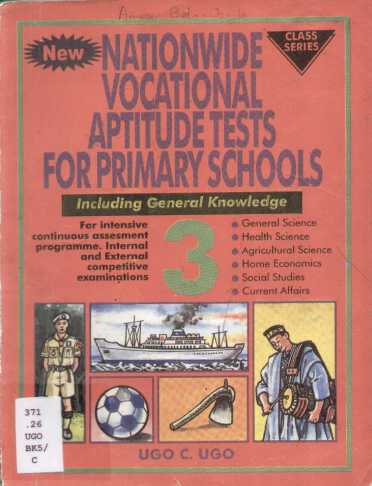 New
NATIONWIDE
VOCATIONAL
APTITUDE TESTS
FOR PRIMARY SCHOOLS
CLASS
SERIES
Including General Knowledge
For intensive
continuous assesment
programme. Internal
and External
competitive
examinations
3
General Science
Health Science
Agricultural Science
Home Economics
Social Studies
Current Affairs
371
.26
UGO
BK5/
C
UGO C. UGO